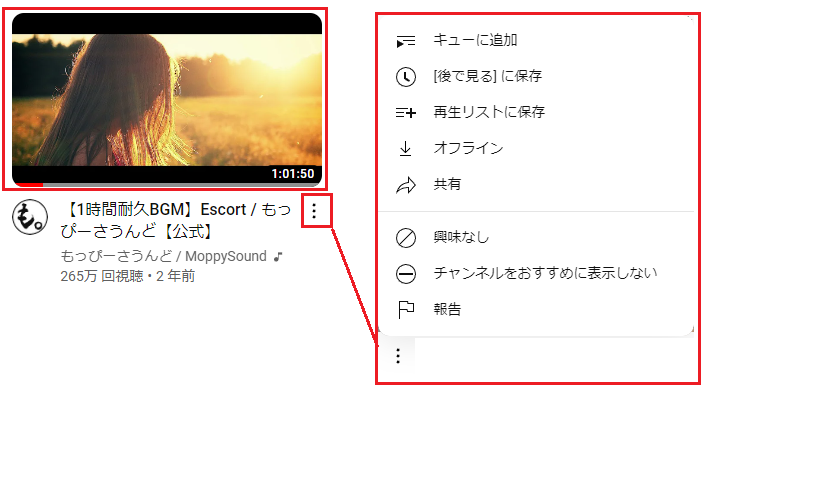 1:01:50
も。
【1時間耐久BGM】Escort / もっ
ぴーさうんど【公式】
もっぴーさうんど / MoppySound ♪
265万 回視聴・2 年前
キューに追加
[後で見る] に保存
再生リストに保存
オフライン
共有
興味なし
チャンネルをおすすめに表示しない
報告